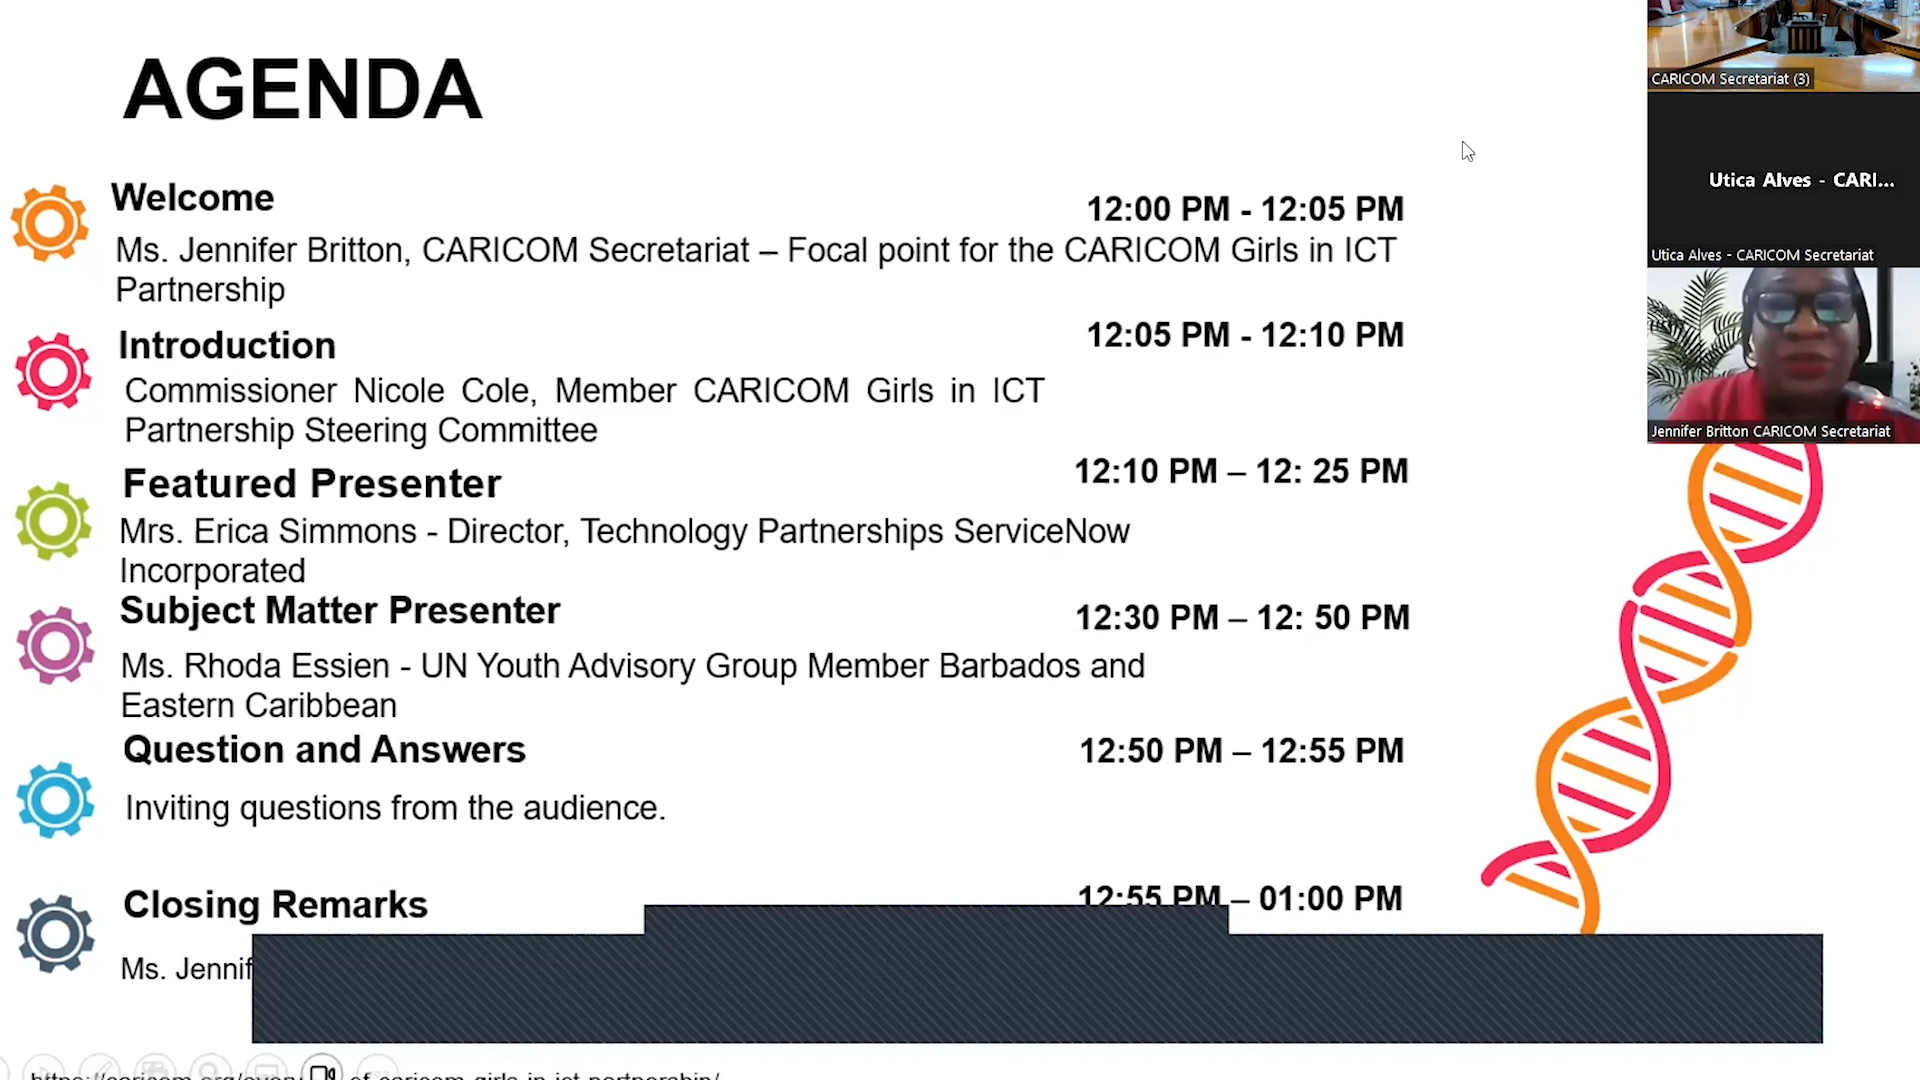 AGENDA
Welcome
12:00 PM - 12:05 PM
Ms. Jennifer Britton, CARICOM Secretariat – Focal point for the CARICOM Girls in ICT
Partnership
Introduction
12:05 PM - 12:10 PM
Commissioner Nicole Cole, Member CARICOM Girls in ICT
Partnership Steering Committee
Featured Presenter
12:10 PM – 12: 25 PM
Mrs. Erica Simmons - Director, Technology Partnerships ServiceNow
Incorporated
Subject Matter Presenter
12:30 PM – 12: 50 PM
Ms. Rhoda Essien - UN Youth Advisory Group Member Barbados and
Eastern Caribbean
Question and Answers
12:50 PM – 12:55 PM
Inviting questions from the audience.
Closing Remarks
12:55 PM – 01:00 PM
Ms. Jennif
CARICOM Secretariat (3)
Utica Alves - CARI...
Utica Alves - CARICOM Secretariat
Jennifer Britton CARICOM Secretariat